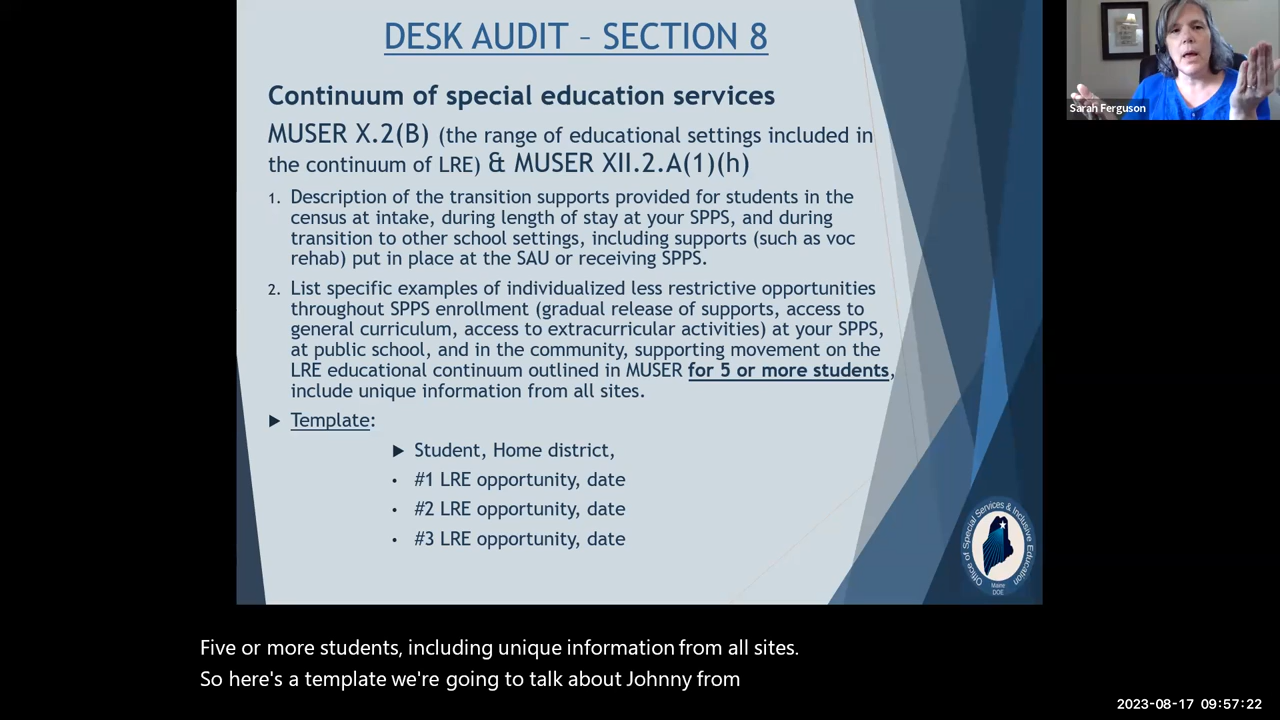 DESK AUDIT – SECTION 8
Continuum of special education services
MUSER X.2(B) (the range of educational settings included in
the continuum of LRE) & MUSER XII.2.A(1)(h)
1. Description of the transition supports provided for students in the
census at intake, during length of stay at your SPPS, and during
transition to other school settings, including supports (such as voc
rehab) put in place at the SAU or receiving SPPS.
2. List specific examples of individualized less restrictive opportunities
throughout SPPS enrollment (gradual release of supports, access to
general curriculum, access to extracurricular activities) at your SPPS,
at public school, and in the community, supporting movement on the
LRE educational continuum outlined in MUSER for 5 or more students,
include unique information from all sites.
Template:
Student, Home district,
• #1 LRE opportunity, date
• #2 LRE opportunity, date
• #3 LRE opportunity, date
Office of Special Services & Inclusive Education
Maine
DOE
Sarah Ferguson
Five or more students, including unique information from all sites.
So here's a template we're going to talk about Johnny from
2023-08-17 09:57:22